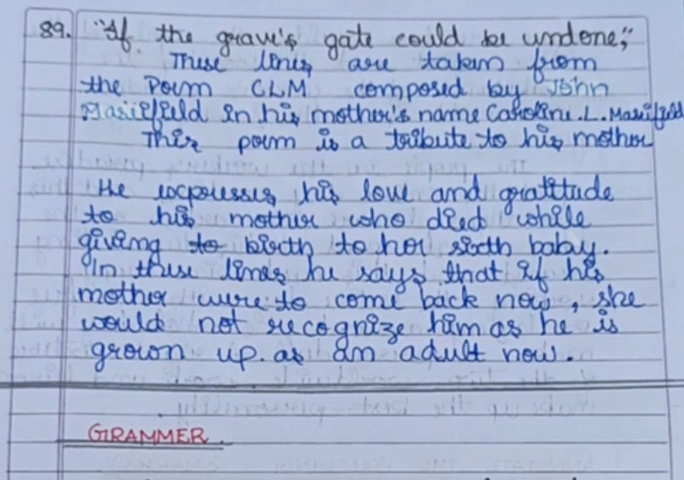 89. "If the grave's gate could be undone,"
These lines are taken from
the Poem CLM composed by John
Masiefield in his mother's name Caroline.L.Masiifield
This poem is a tribute to his mother
He expresses his love and gratitude
to his mother who died while
giving to birth to her sixth baby.
In these lines he says that if his
mother were to come back now, she
would not recognize him as he is
grown up as an adult now.
GRAMMER